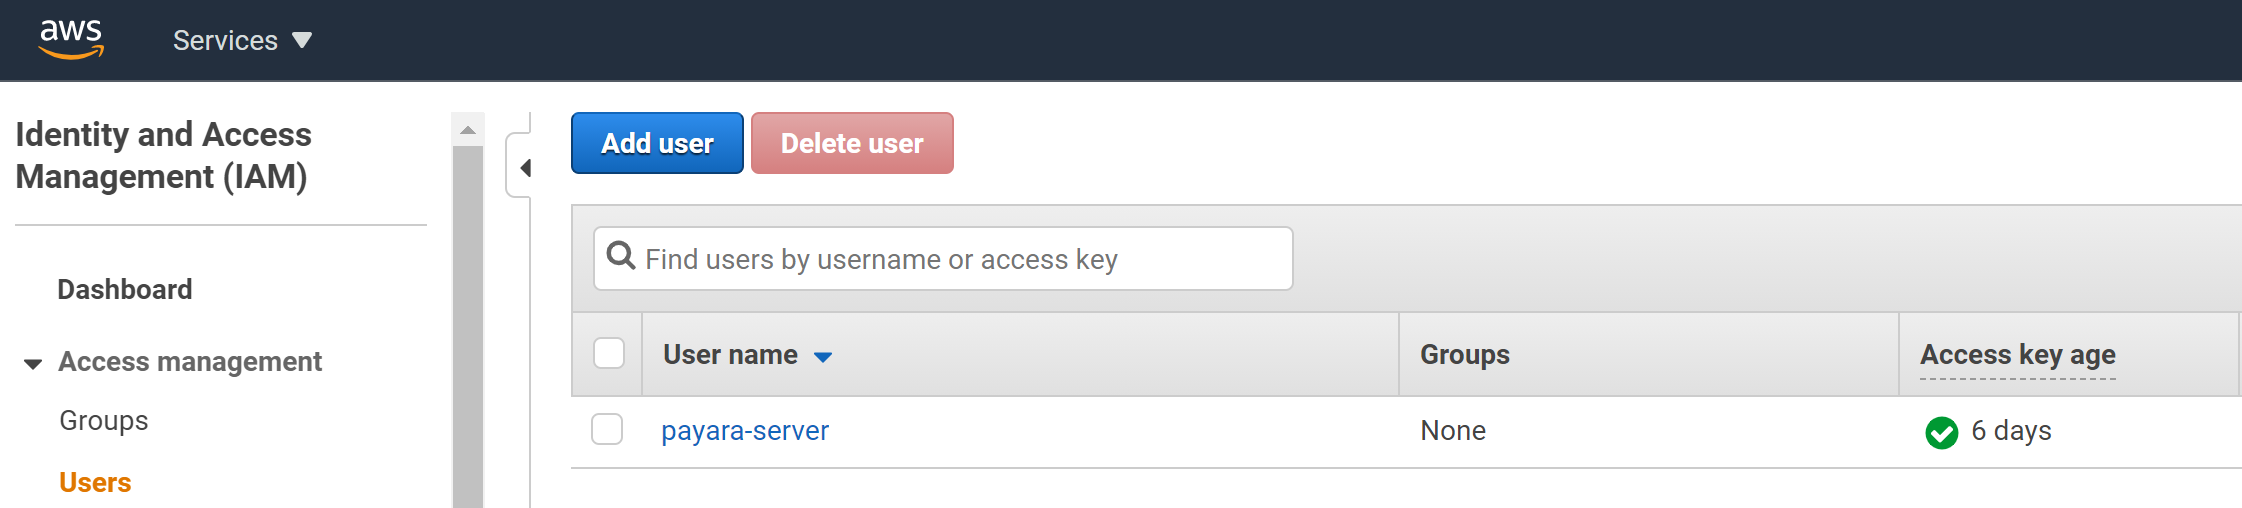 aws
Services
Identity and Access
Management (IAM)
Dashboard
Access management
Groups
Users
Add user
Delete user
Find users by username or access key
User name
Groups
Access key age
payara-server
None
6 days